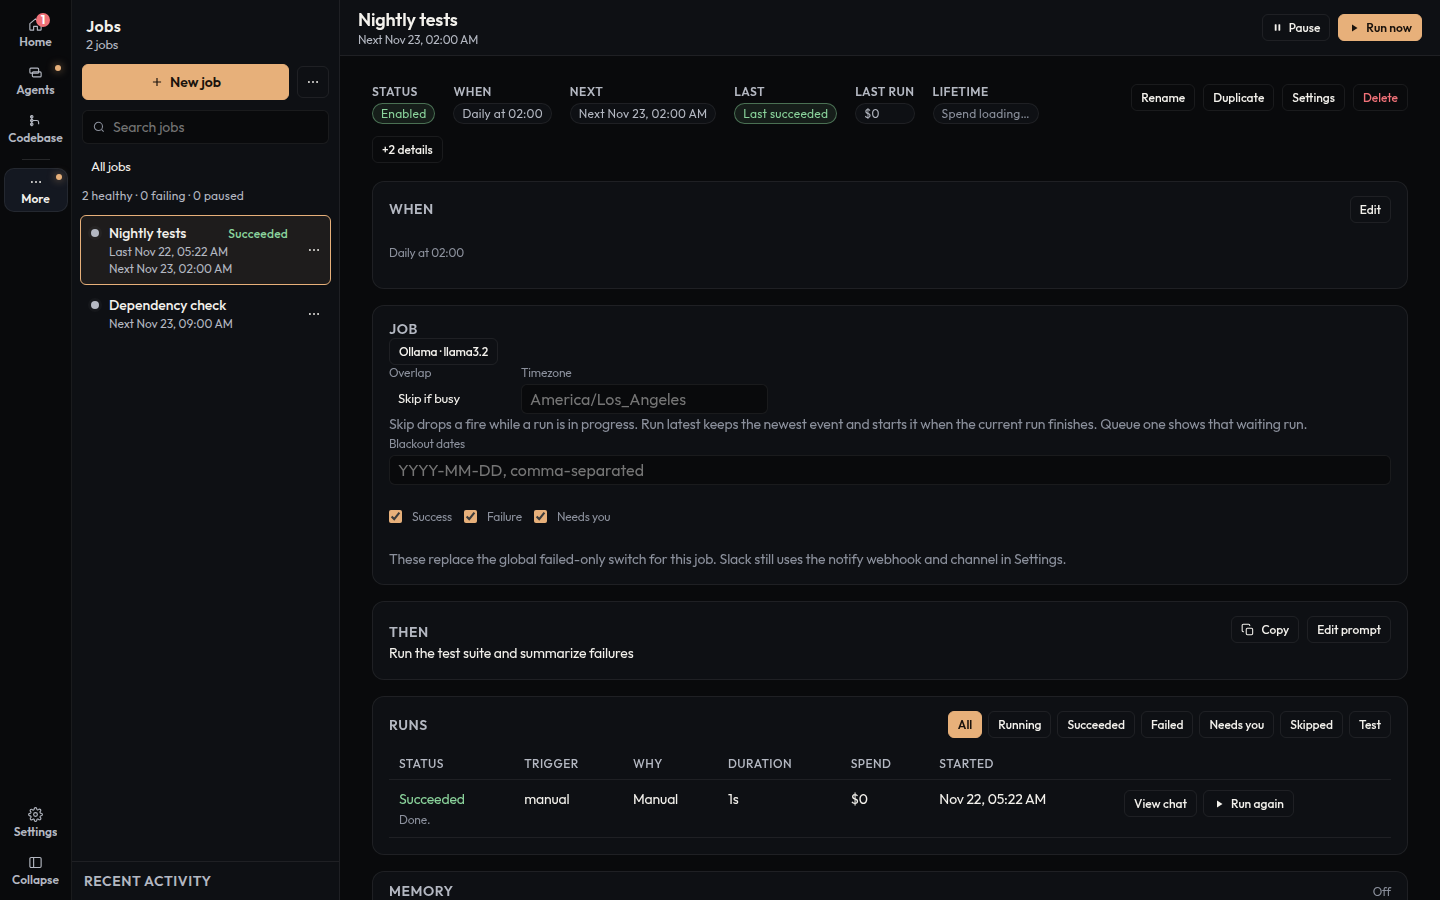 1
Home
Agents
Codebase
More
Settings
Collapse
Jobs
2 jobs
New job
Search jobs
All jobs
2 healthy · 0 failing · 0 paused
Nightly tests Succeeded
Last Nov 22, 05:22 AM
Next Nov 23, 02:00 AM
Dependency check
Next Nov 23, 09:00 AM
RECENT ACTIVITY
Nightly tests
Next Nov 23, 02:00 AM
Pause Run now
STATUS WHEN NEXT LAST LAST RUN LIFETIME
Enabled Daily at 02:00 Next Nov 23, 02:00 AM Last succeeded $0 Spend loading...
Rename Duplicate Settings Delete
+2 details
WHEN Edit
Daily at 02:00
JOB
Ollama · llama3.2
Overlap Timezone
Skip if busy America/Los_Angeles
Skip drops a fire while a run is in progress. Run latest keeps the newest event and starts it when the current run finishes. Queue one shows that waiting run.
Blackout dates
YYYY-MM-DD, comma-separated
Success Failure Needs you
These replace the global failed-only switch for this job. Slack still uses the notify webhook and channel in Settings.
THEN Copy Edit prompt
Run the test suite and summarize failures
RUNS All Running Succeeded Failed Needs you Skipped Test
STATUS TRIGGER WHY DURATION SPEND STARTED
Succeeded manual Manual 1s $0 Nov 22, 05:22 AM View chat Run again
Done.
MEMORY Off